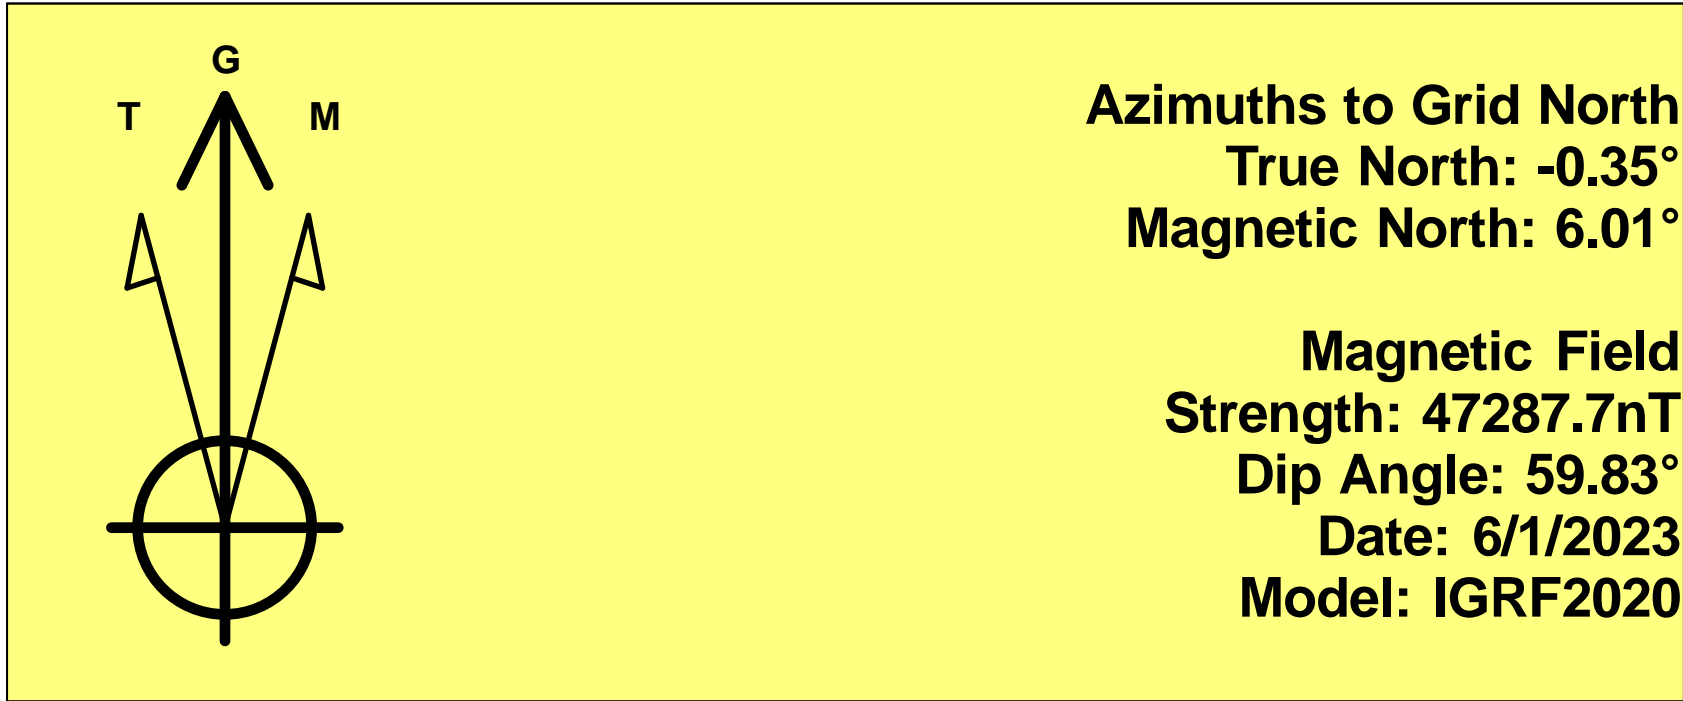 G
T M
Azimuths to Grid North
True North: -0.35°
Magnetic North: 6.01°
Magnetic Field
Strength: 47287.7nT
Dip Angle: 59.83°
Date: 6/1/2023
Model: IGRF2020